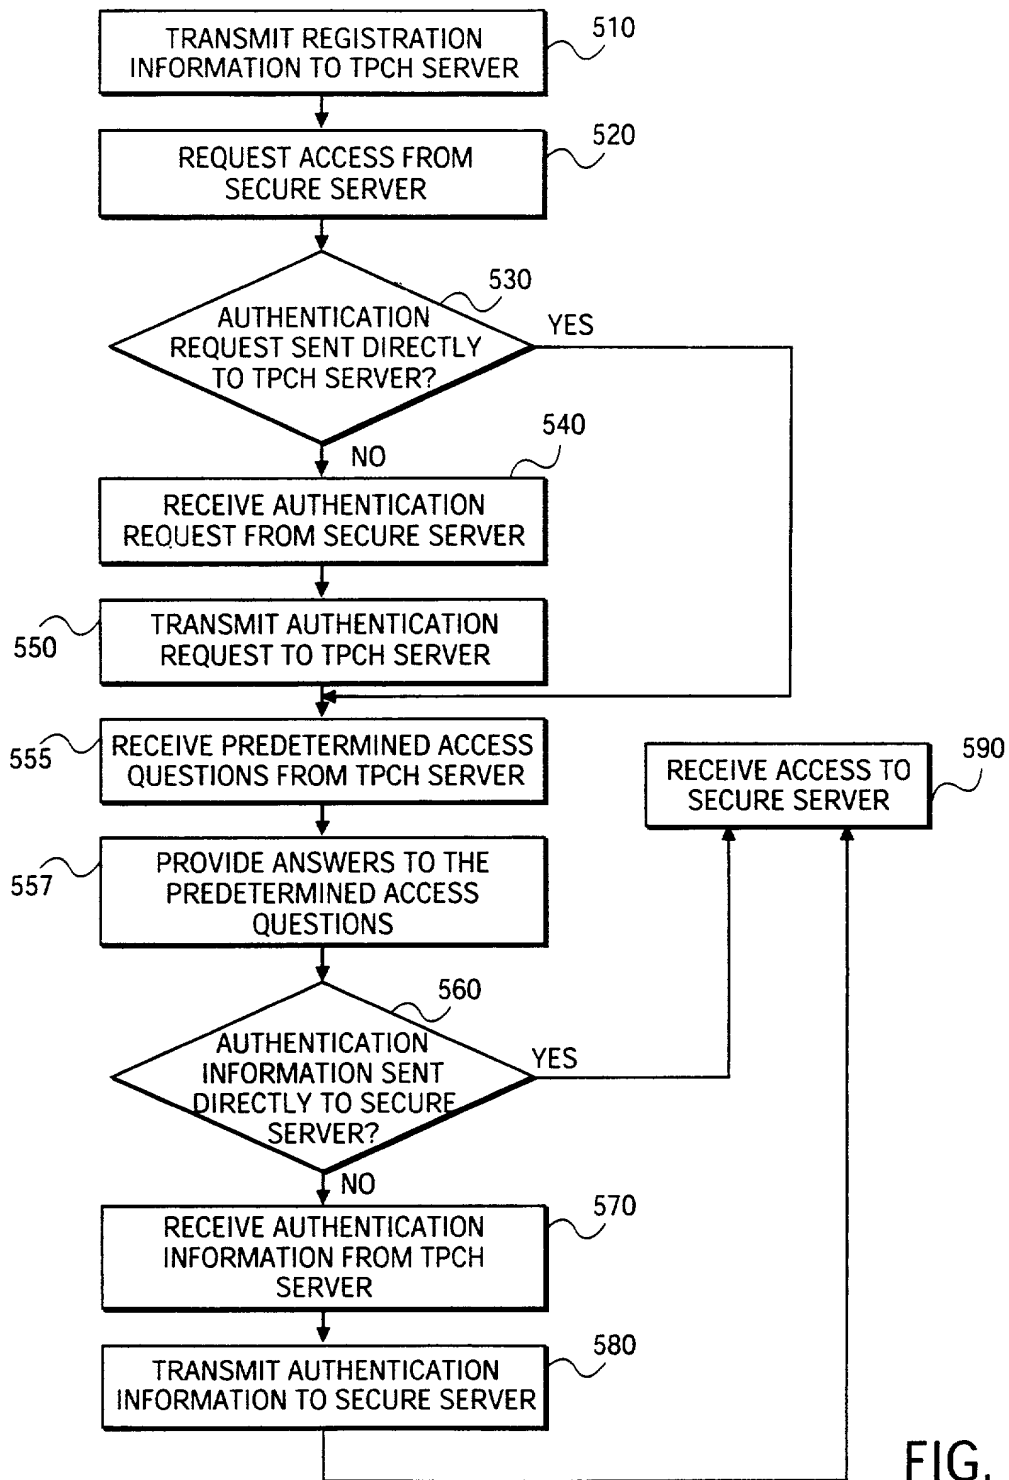 TRANSMIT REGISTRATION
INFORMATION TO TPCH SERVER
510
REQUEST ACCESS FROM
SECURE SERVER
520
530
AUTHENTICATION
REQUEST SENT DIRECTLY
TO TPCH SERVER?
YES
NO
540
RECEIVE AUTHENTICATION
REQUEST FROM SECURE SERVER
550
TRANSMIT AUTHENTICATION
REQUEST TO TPCH SERVER
555
RECEIVE PREDETERMINED ACCESS
QUESTIONS FROM TPCH SERVER
590
RECEIVE ACCESS TO
SECURE SERVER
557
PROVIDE ANSWERS TO THE
PREDETERMINED ACCESS
QUESTIONS
560
AUTHENTICATION
INFORMATION SENT
DIRECTLY TO SECURE
SERVER?
YES
NO
570
RECEIVE AUTHENTICATION
INFORMATION FROM TPCH
SERVER
580
TRANSMIT AUTHENTICATION
INFORMATION TO SECURE SERVER
FIG.